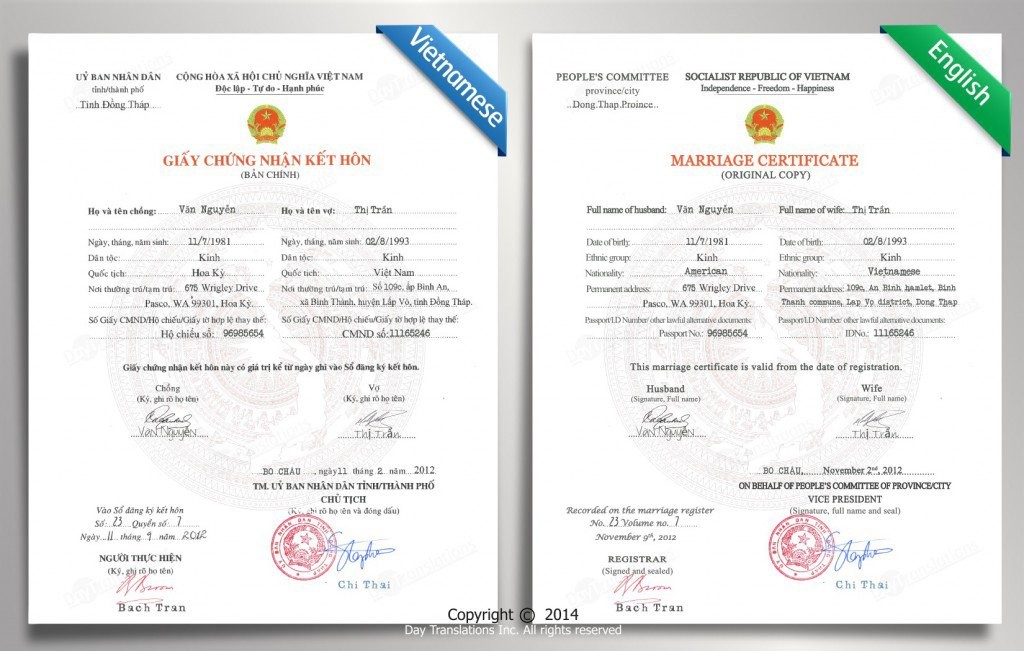 Vietnamese
UỶ BAN NHÂN DÂN
tỉnh/thành phố
Tỉnh Đồng Tháp
CỘNG HÒA XÃ HỘI CHỦ NGHĨA VIỆT NAM
Độc lập - Tự do - Hạnh phúc
GIẤY CHỨNG NHẬN KẾT HÔN
(BẢN CHÍNH)
Họ và tên chồng: Văn Nguyễn Họ và tên vợ: Thị Trần
Ngày, tháng, năm sinh: 11/7/1981 Ngày, tháng, năm sinh: 02/8/1993
Dân tộc: Kinh Dân tộc: Kinh
Quốc tịch: Hoa Kỳ Quốc tịch: Việt Nam
Nơi thường trú/tạm trú: 675 Wrigley Drive Nơi thường trú/tạm trú: Số 109c, ấp Bình An,
Pasco, WA 99301, Hoa Kỳ. xã Bình Thành, huyện Lấp Vò, tỉnh Đồng Tháp.
Số Giấy CMND/Hộ chiếu/Giấy tờ hợp lệ thay thế: Số Giấy CMND/Hộ chiếu/Giấy tờ hợp lệ thay thế:
Hộ chiếu số: 96985654 CMND số:11165246
Giấy chứng nhận kết hôn này có giá trị kể từ ngày ghi vào Sổ đăng ký kết hôn.
Chồng Vợ
(Ký, ghi rõ họ tên) (Ký, ghi rõ họ tên)
Văn Nguyễn Thị Trần
BO CHAU, ngày 11 tháng 2 năm 2012
TM. UỶ BAN NHÂN DÂN TỈNH/THÀNH PHỐ
CHỦ TỊCH
(Ký, ghi rõ họ tên và đóng dấu)
Vào Sổ đăng ký kết hôn
Số: 23 Quyển số: 7
Ngày 11 tháng 9 năm 2012
NGƯỜI THỰC HIỆN
(Ký, ghi rõ họ tên)
Chi Thai
Bach Tran
English
PEOPLE'S COMMITTEE
province/city
Dong Thap Proince
SOCIALIST REPUBLIC OF VIETNAM
Independence - Freedom - Happiness
MARRIAGE CERTIFICATE
(ORIGINAL COPY)
Full name of husband: Văn Nguyễn Full name of wife: Thị Trần
Date of birth: 11/7/1981 Date of birth: 02/8/1993
Ethnic group: Kinh Ethnic group: Kinh
Nationality: American Nationality: Vietnamese
Permanent address: 675 Wrigley Drive Permanent address: 109c, An Binh hamlet, Binh
Pasco, WA 99301, Hoa Kỳ. Thanh commune, Lap Vo district, Dong Thap
Passport/I.D Number/ other lawful alternative documents: Passport/I.D Number/ other lawful alternative documents:
Passport No.: 96985654 IDNo.: 11165246
This marriage certificate is valid from the date of registration.
Husband Wife
(Signature, Full name) (Signature, Full name)
Văn Nguyễn Thị Trần
BO CHÂU, November 2nd, 2012
ON BEHALF OF PEOPLE'S COMMITTEE OF PROVINCE/CITY
VICE PRESIDENT
(Signature, full name and seal)
Recorded on the marriage register
No. 23 Volume no. 7
November 9th, 2012
REGISTRAR
(Signed and sealed)
Chi Thai
Bach Tran
Copyright © 2014
Day Translations Inc. All rights reserved